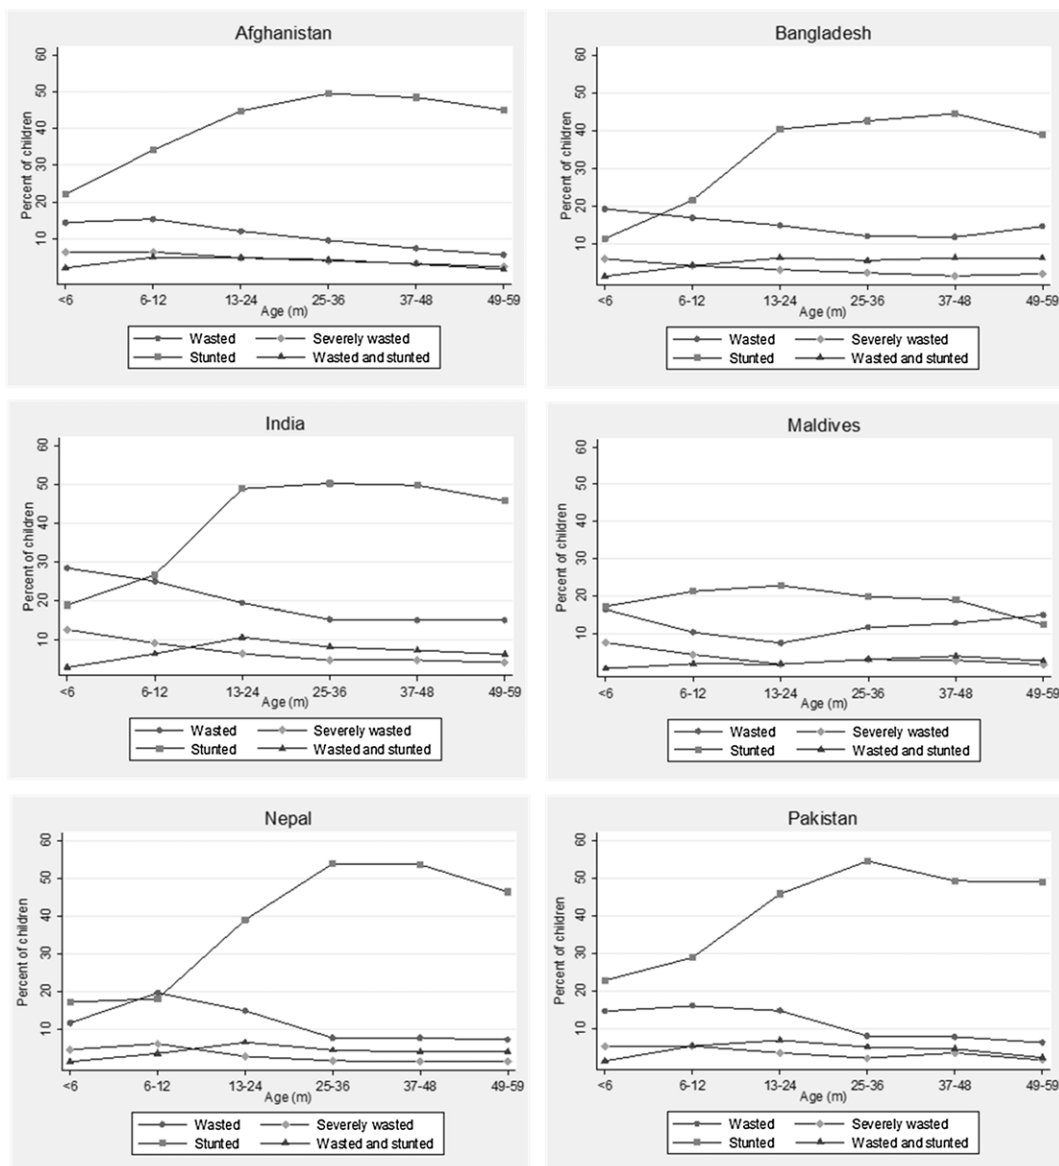 Afghanistan
Percent of children
60
50
40
30
20
10
<6 6-12 13-24 25-36 37-48 49-59
Age (m)
Wasted Severely wasted
Stunted Wasted and stunted
Bangladesh
Percent of children
60
50
40
30
20
10
<6 6-12 13-24 25-36 37-48 49-59
Age (m)
Wasted Severely wasted
Stunted Wasted and stunted
India
Percent of children
60
50
40
30
20
10
<6 6-12 13-24 25-36 37-48 49-59
Age (m)
Wasted Severely wasted
Stunted Wasted and stunted
Maldives
Percent of children
60
50
40
30
20
10
<6 6-12 13-24 25-36 37-48 49-59
Age (m)
Wasted Severely wasted
Stunted Wasted and stunted
Nepal
Percent of children
60
50
40
30
20
10
<6 6-12 13-24 25-36 37-48 49-59
Age (m)
Wasted Severely wasted
Stunted Wasted and stunted
Pakistan
Percent of children
60
50
40
30
20
10
<6 6-12 13-24 25-36 37-48 49-59
Age (m)
Wasted Severely wasted
Stunted Wasted and stunted